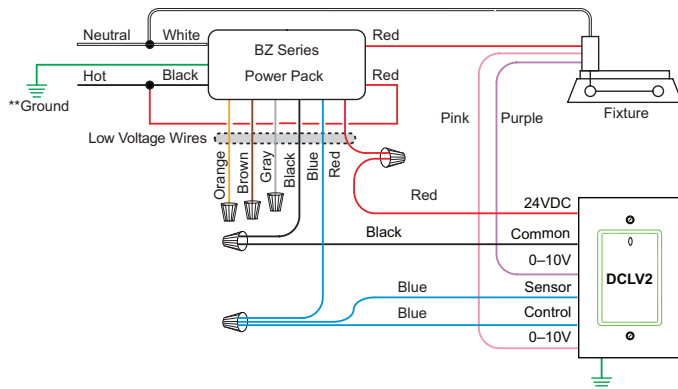 Neutral
White
Red
BZ Series
Power Pack
Hot
Black
Red
**Ground
Fixture
Pink
Purple
Low Voltage Wires
Orange
Brown
Gray
Black
Blue
Red
Red
24VDC
Black
Common
0–10V
DCLV2
Blue
Sensor
Blue
Control
0–10V